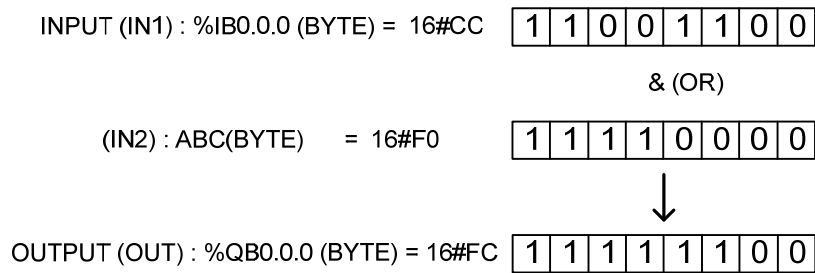 INPUT (IN1) : %IB0.0.0 (BYTE) = 16#CC 1 1 0 0 1 1 0 0
& (OR)
(IN2) : ABC(BYTE) = 16#F0 1 1 1 1 0 0 0 0
OUTPUT (OUT) : %QB0.0.0 (BYTE) = 16#FC 1 1 1 1 1 1 0 0